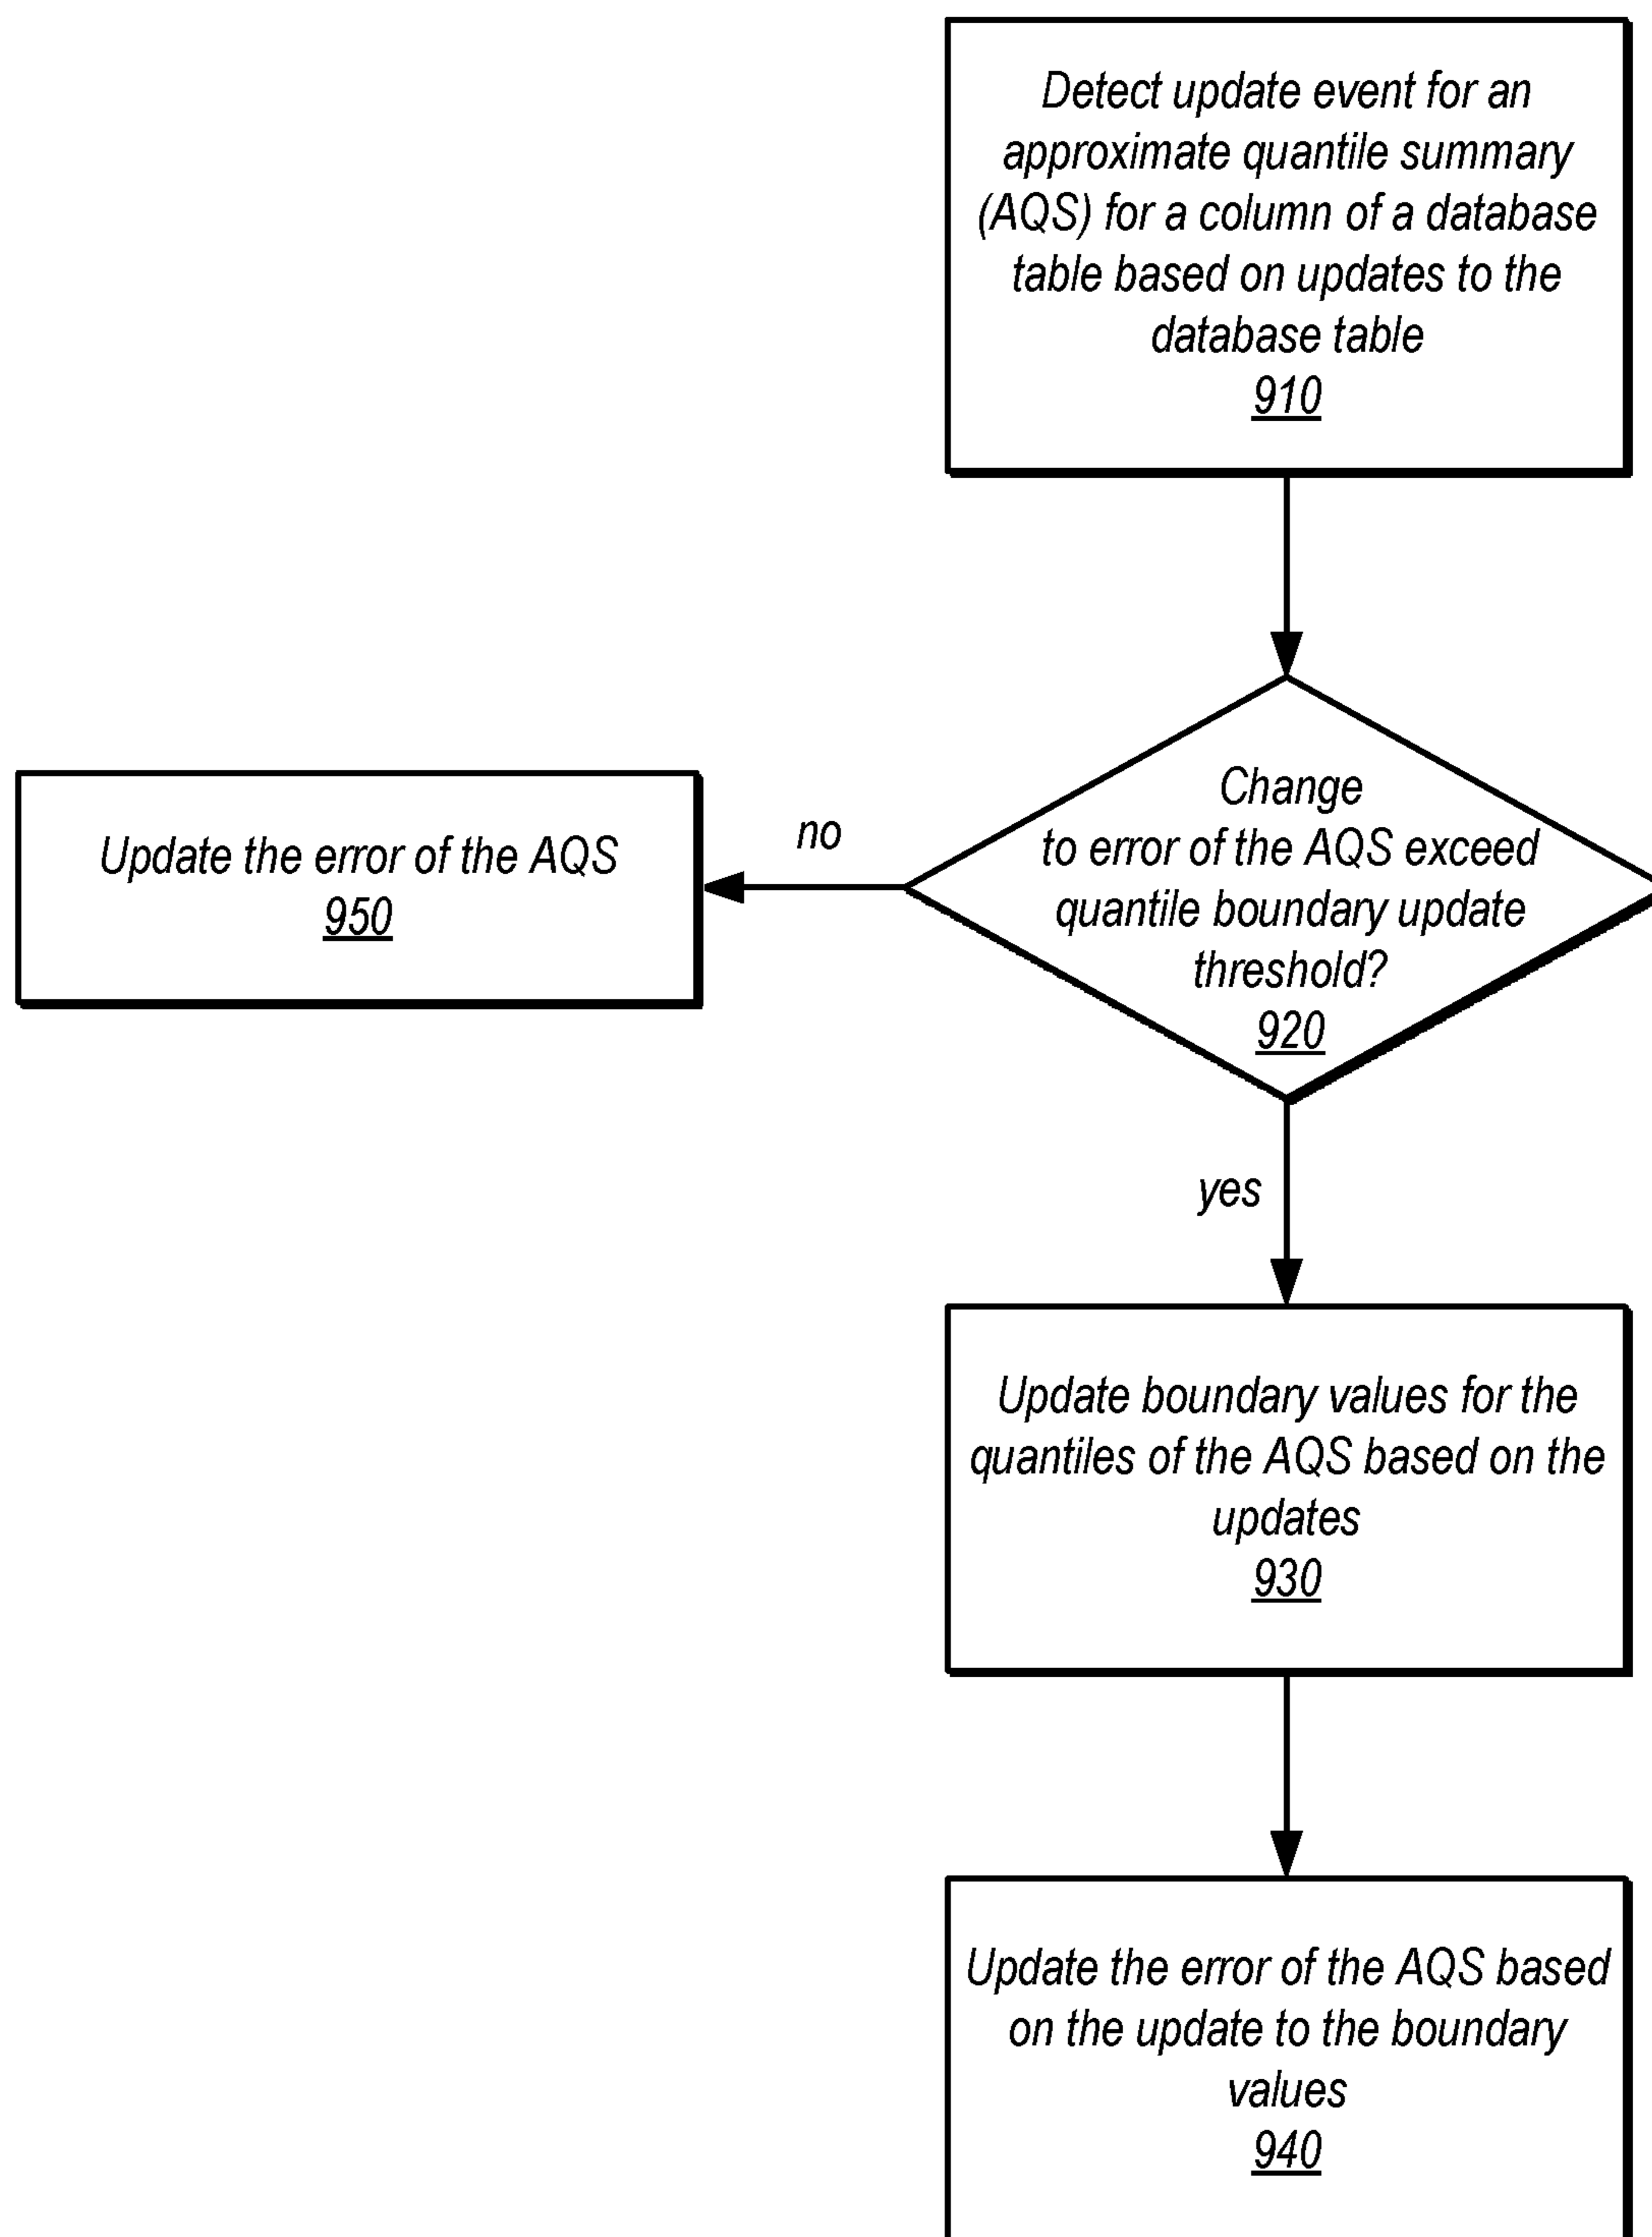 Detect update event for an
approximate quantile summary
(AQS) for a column of a database
table based on updates to the
database table
910
Change
to error of the AQS exceed
quantile boundary update
threshold?
920
no
Update the error of the AQS
950
yes
Update boundary values for the
quantiles of the AQS based on the
updates
930
Update the error of the AQS based
on the update to the boundary
values
940